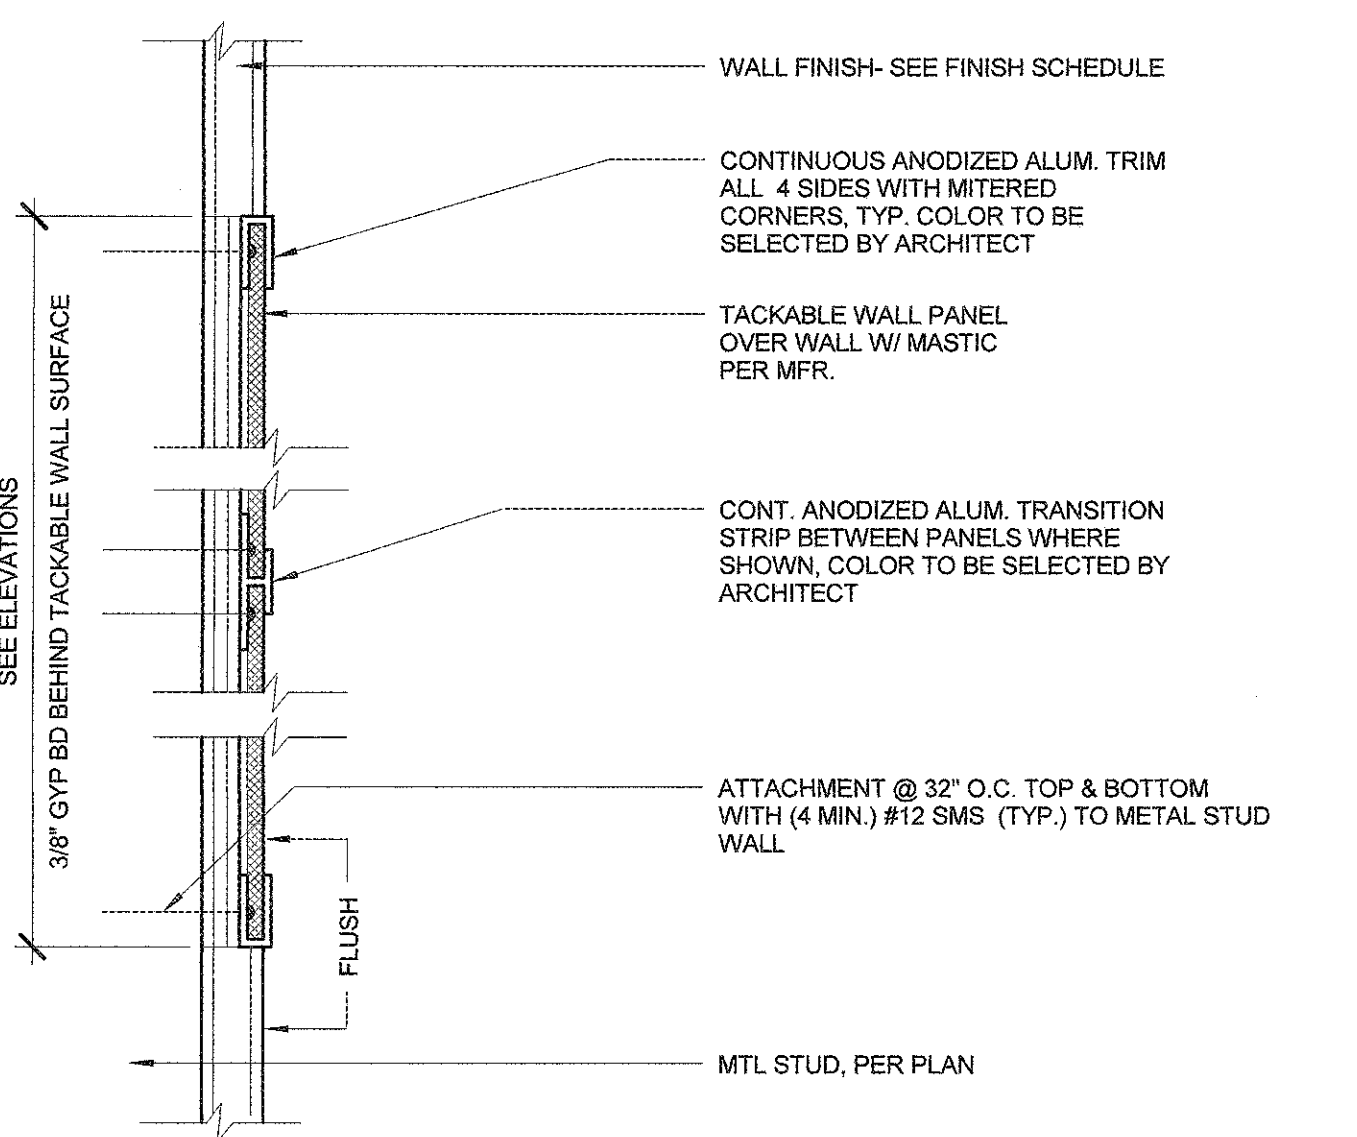 WALL FINISH- SEE FINISH SCHEDULE
CONTINUOUS ANODIZED ALUM. TRIM
ALL 4 SIDES WITH MITERED
CORNERS, TYP. COLOR TO BE
SELECTED BY ARCHITECT
TACKABLE WALL PANEL
OVER WALL W/ MASTIC
PER MFR.
SEE ELEVATIONS
3/8" GYP BD BEHIND TACKABLE WALL SURFACE
CONT. ANODIZED ALUM. TRANSITION
STRIP BETWEEN PANELS WHERE
SHOWN, COLOR TO BE SELECTED BY
ARCHITECT
ATTACHMENT @ 32" O.C. TOP & BOTTOM
WITH (4 MIN.) #12 SMS (TYP.) TO METAL STUD
WALL
FLUSH
MTL STUD, PER PLAN